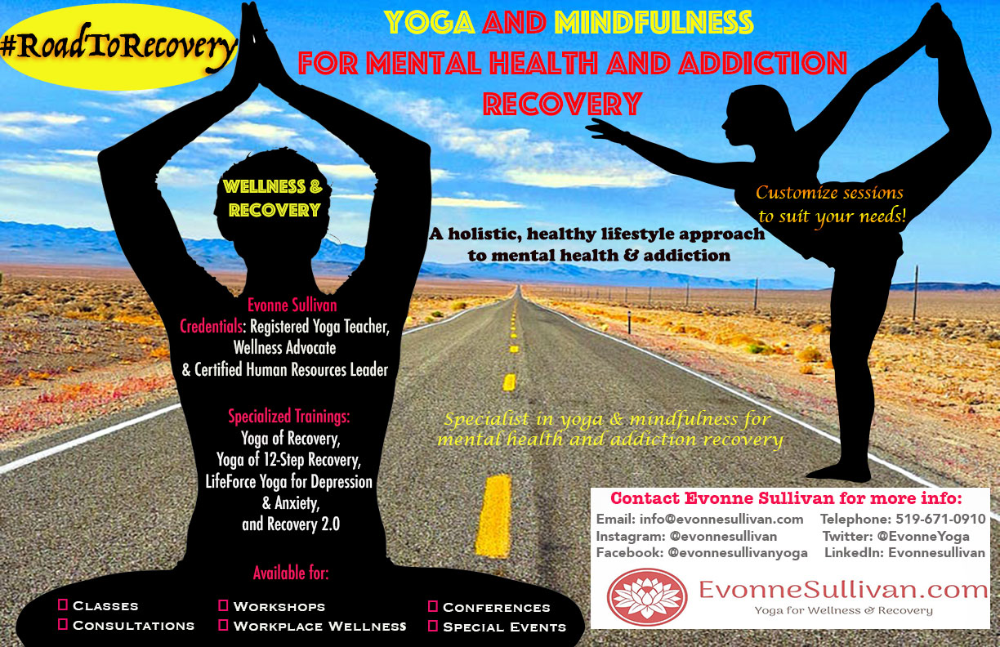 #RoadToRecovery
YOGA AND MINDFULNESS
FOR MENTAL HEALTH AND ADDICTION
RECOVERY
WELLNESS &
RECOVERY
Customize sessions
to suit your needs!
A holistic, healthy lifestyle approach
to mental health & addiction
Evonne Sullivan
Credentials: Registered Yoga Teacher,
Wellness Advocate
& Certified Human Resources Leader
Specialized Trainings:
Yoga of Recovery,
Yoga of 12-Step Recovery,
LifeForce Yoga for Depression
& Anxiety,
and Recovery 2.0
Specialist in yoga & mindfulness for
mental health and addiction recovery
Available for:
Classes Workshops Conferences
Consultations Workplace Wellness Special Events
Contact Evonne Sullivan for more info:
Email: info@evonnesullivan.com Telephone: 519-671-0910
Instagram: @evonnesullivan Twitter: @EvonneYoga
Facebook: @evonnesullivanyoga LinkedIn: Evonnesullivan
EvonneSullivan.com
Yoga for Wellness & Recovery